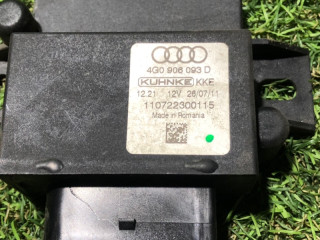 4G0 906 093 D
KUHNKE KKE
12.21 12V 26/07/11
110722300115
Made in Romania